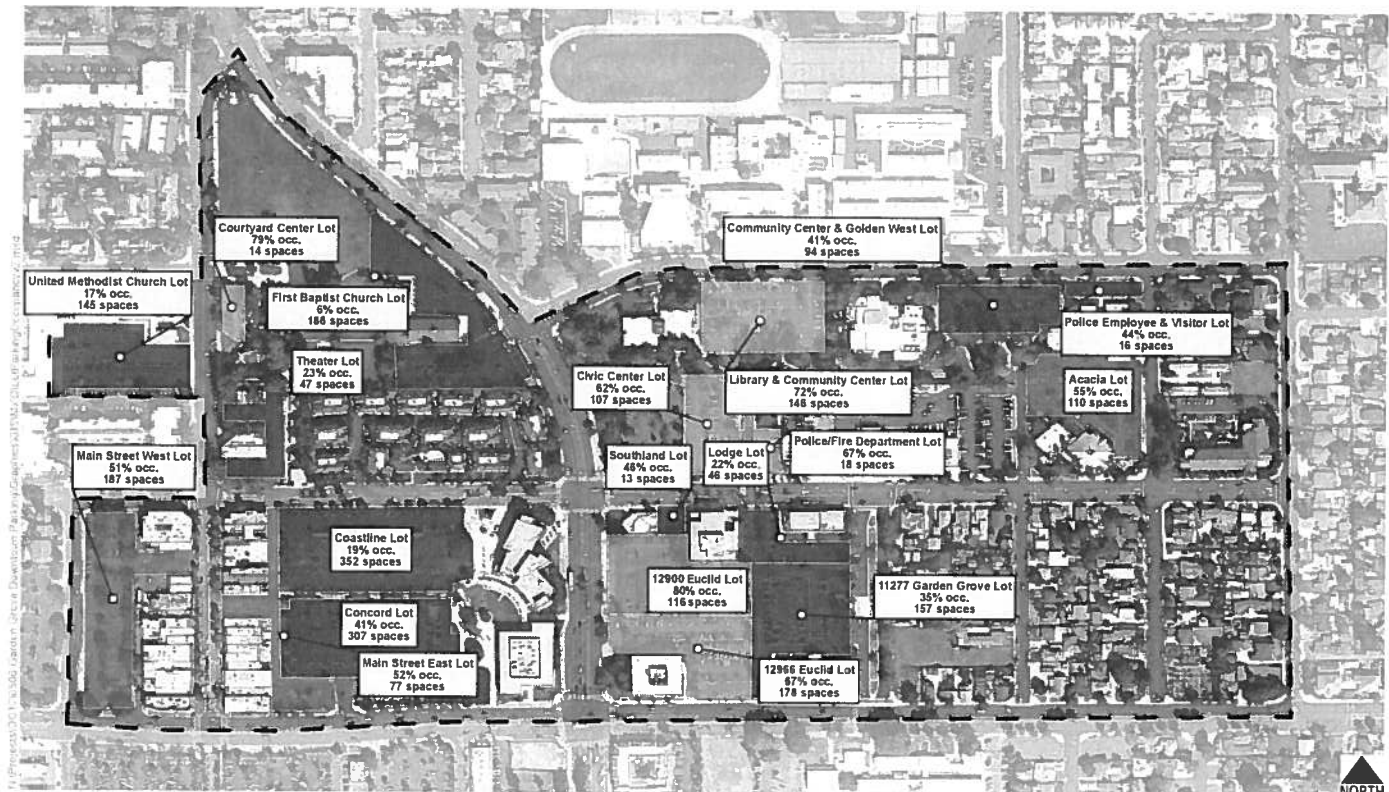 Courtyard Center Lot
79% occ.
14 spaces
Community Center & Golden West Lot
41% occ.
94 spaces
United Methodist Church Lot
17% occ.
145 spaces
First Baptist Church Lot
6% occ.
186 spaces
Police Employee & Visitor Lot
44% occ.
16 spaces
Theater Lot
23% occ.
47 spaces
Civic Center Lot
62% occ.
107 spaces
Library & Community Center Lot
72% occ.
146 spaces
Acacia Lot
55% occ.
110 spaces
Main Street West Lot
51% occ.
187 spaces
Southland Lot
46% occ.
13 spaces
Lodge Lot
22% occ.
46 spaces
Police/Fire Department Lot
67% occ.
18 spaces
Coastline Lot
19% occ.
352 spaces
12900 Euclid Lot
80% occ.
116 spaces
11277 Garden Grove Lot
35% occ.
157 spaces
Concord Lot
41% occ.
307 spaces
Main Street East Lot
52% occ.
77 spaces
12966 Euclid Lot
67% occ.
178 spaces
NORTH